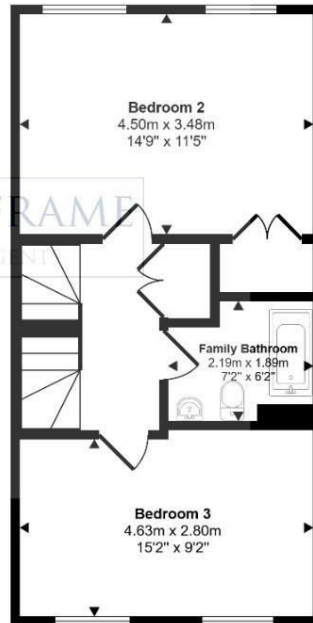 Bedroom 2
4.50m x 3.48m
14'9" x 11'5"
FRAME
Family Bathroom
2.19m x 1.89m
7'2" x 6'2"
Bedroom 3
4.63m x 2.80m
15'2" x 9'2"